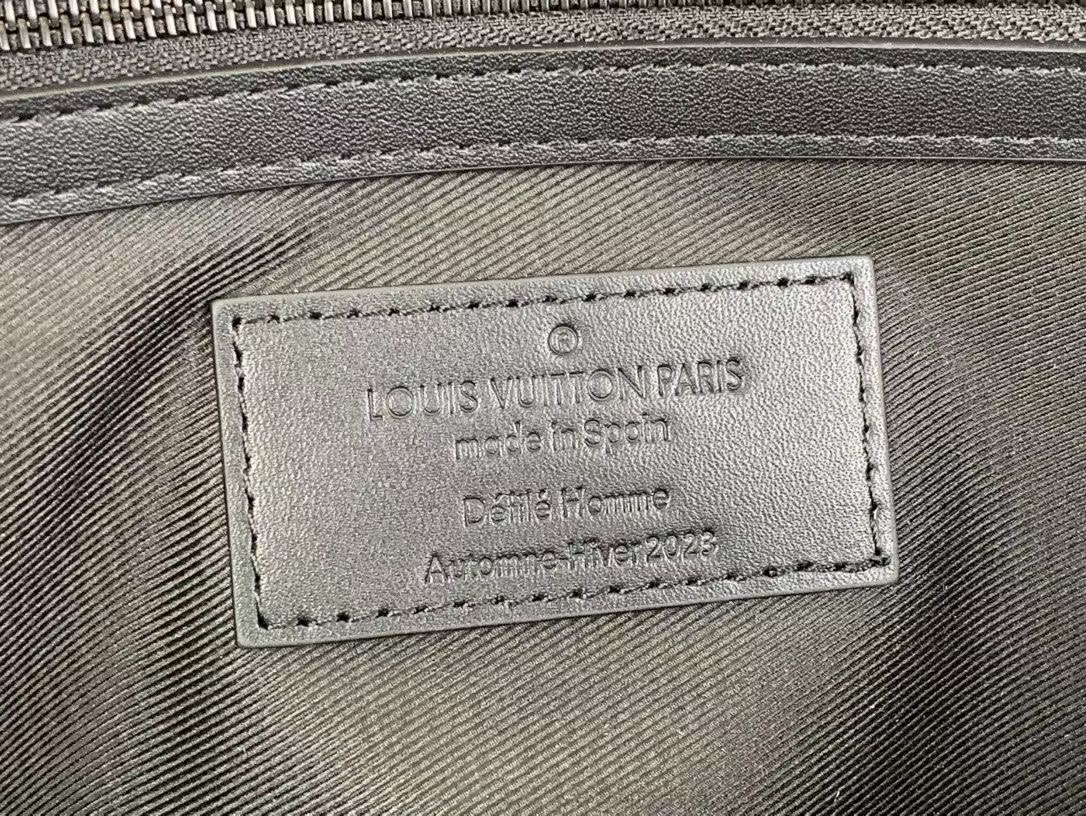 ®
LOUIS VUITTON PARIS
made in Spain
Défilé Homme
Automne-Hiver 2023